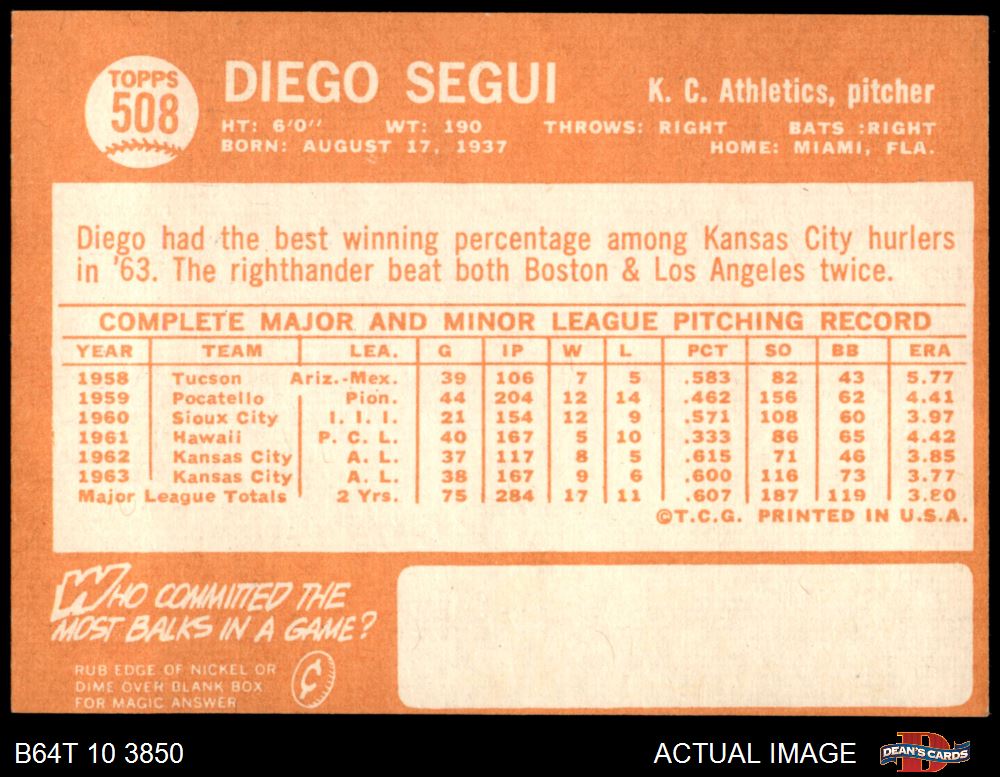 TOPPS
508
DIEGO SEGUI
K. C. Athletics, pitcher
HT: 6'0" WT: 190 THROWS: RIGHT BATS :RIGHT
BORN: AUGUST 17, 1937 HOME: MIAMI, FLA.
Diego had the best winning percentage among Kansas City hurlers
in '63. The righthander beat both Boston & Los Angeles twice.
COMPLETE MAJOR AND MINOR LEAGUE PITCHING RECORD
YEAR TEAM LEA. G IP W L PCT SO BB ERA
1958 Tucson Ariz.-Mex. 39 106 7 5 .583 82 43 5.77
1959 Pocatello Pion. 44 204 12 14 .462 156 62 4.41
1960 Sioux City I. I. I. 21 154 12 9 .571 108 60 3.97
1961 Hawaii P. C. L. 40 167 5 10 .333 86 65 4.42
1962 Kansas City A. L. 37 117 8 5 .615 71 46 3.85
1963 Kansas City A. L. 38 167 9 6 .600 116 73 3.77
Major League Totals 2 Yrs. 75 284 17 11 .607 187 119 3.80
©T.C.G. PRINTED IN U.S.A.
WHO COMMITTED THE
MOST BALKS IN A GAME?
RUB EDGE OF NICKEL OR
DIME OVER BLANK BOX
FOR MAGIC ANSWER
¢
B64T 10 3850
ACTUAL IMAGE
DEAN'S CARDS